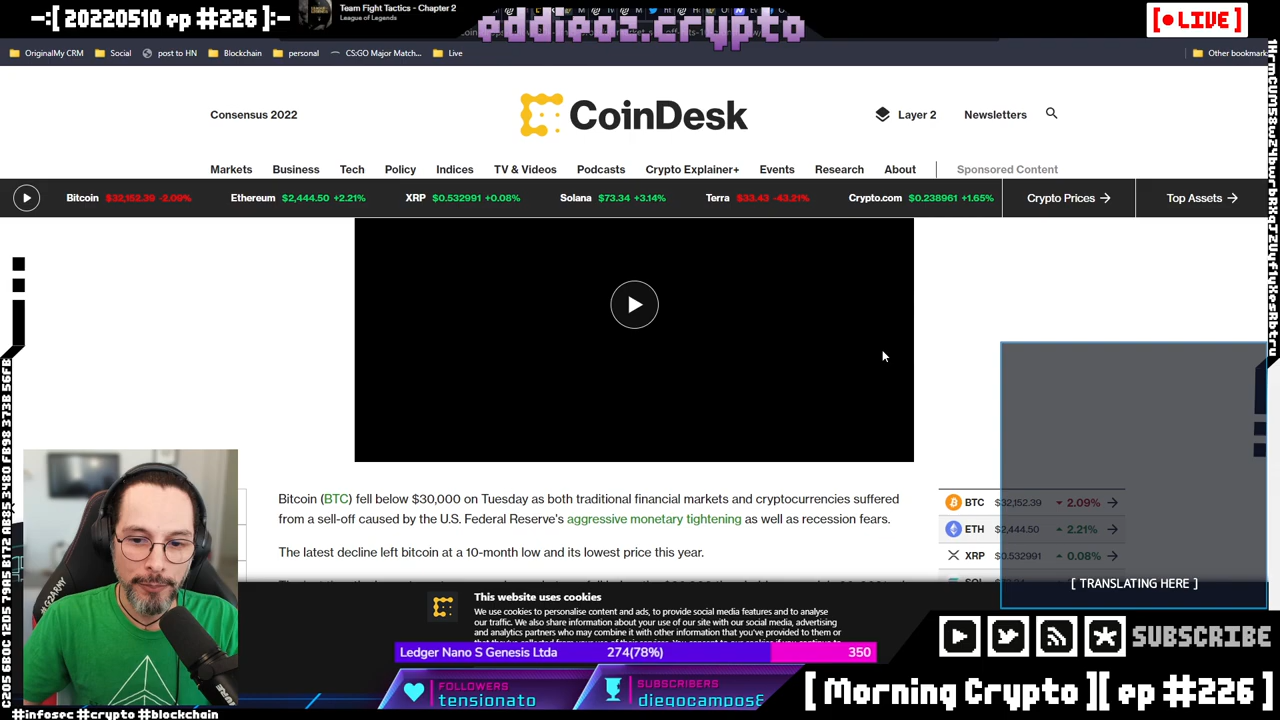 -:[ 20220510 ep #226 ]:-
Team Fight Tactics - Chapter 2
League of Legends
eddieoz.crypto
[ LIVE ]
OriginalMy CRM
Social
post to HN
Blockchain
personal
CS:GO Major Match...
Live
Other bookmark
Consensus 2022
CoinDesk
Layer 2
Newsletters
Markets Business Tech Policy Indices TV & Videos Podcasts Crypto Explainer+ Events Research About Sponsored Content
Bitcoin $32,152.39 -2.09% Ethereum $2,444.50 +2.21% XRP $0.532991 +0.08% Solana $73.34 +3.14% Terra $33.43 -43.21% Crypto.com $0.238961 +1.65% Crypto Prices Top Assets
Bitcoin (BTC) fell below $30,000 on Tuesday as both traditional financial markets and cryptocurrencies suffered
from a sell-off caused by the U.S. Federal Reserve's aggressive monetary tightening as well as recession fears.
The latest decline left bitcoin at a 10-month low and its lowest price this year.
BTC $32,152.39 2.09%
ETH $2,444.50 2.21%
XRP $0.532991 0.08%
[ TRANSLATING HERE ]
This website uses cookies
We use cookies to personalise content and ads, to provide social media features and to analyse
our traffic. We also share information about your use of our site with our social media, advertising
and analytics partners who may combine it with other information that you've provided to them or
Ledger Nano S Genesis Ltda 274(78%) 350
FOLLOWERS
tensionato
SUBSCRIBERS
diegocampos8
SUBSCRIBE
[ Morning Crypto ][ ep #226 ]
#infosec #crypto #blockchain